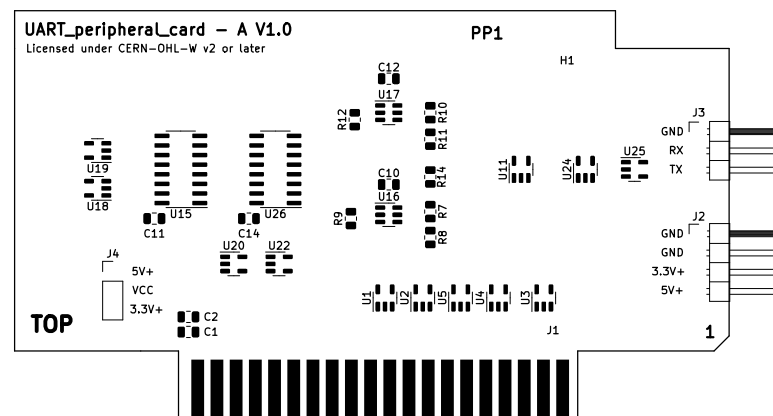 UART_peripheral_card - A V1.0
Licensed under CERN-OHL-W v2 or later
PP1
H1
C12
U17
R12
R10
R11
J3
GND
RX
TX
U19
U18
U15
U26
C11
C14
C10
U16
R9
R14
R7
R8
U11
U24
U25
J2
GND
GND
3.3V+
5V+
U20
U22
J4
5V+
VCC
3.3V+
C2
C1
U1
U2
U5
U4
U3
J1
TOP
1